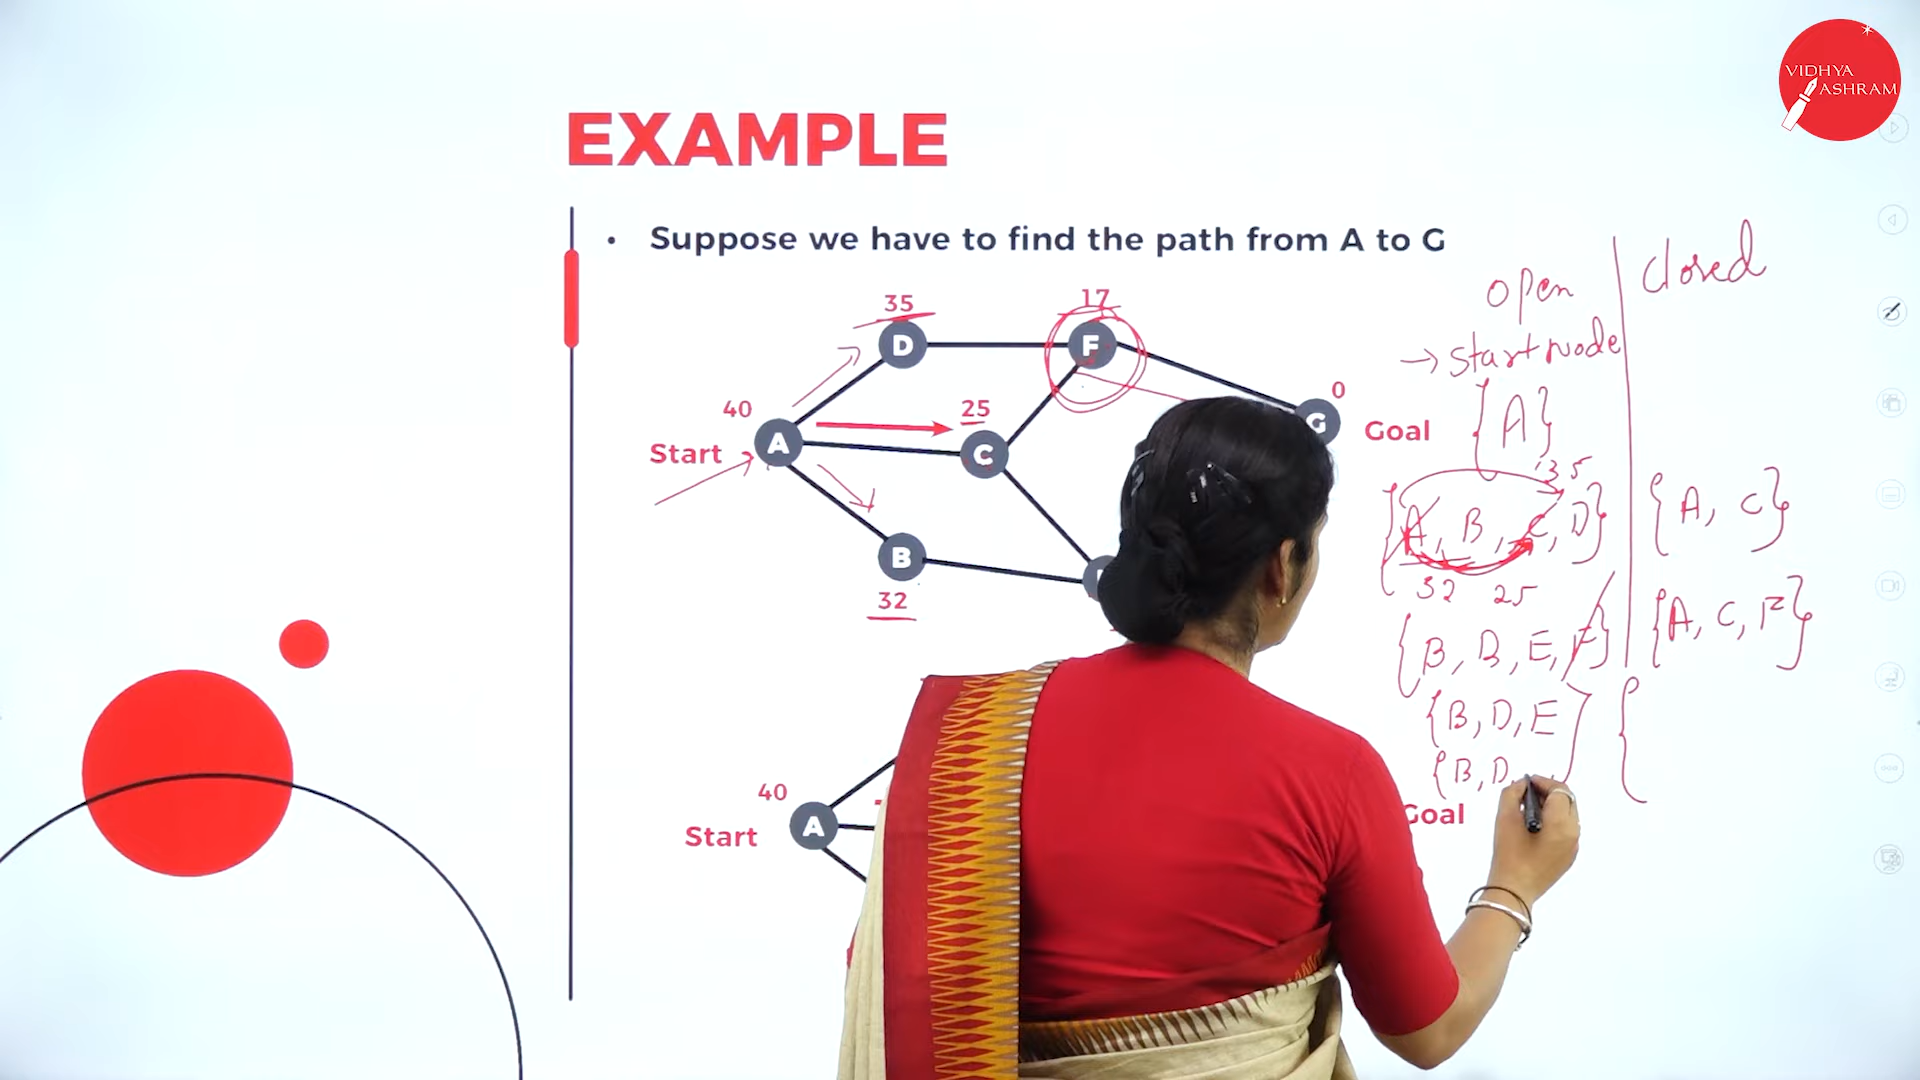 VIDHYA
ASHRAM
EXAMPLE
• Suppose we have to find the path from A to G
open
closed
→ start node
{A}
{A, B, C, D}
35
32
25
{A, C}
{B, D, E, F}
{A, C, F}
{B, D, E
{
{B, D,
35
17
D
F
0
40
25
G
Goal
Start
A
C
B
32
40
Start
A
Goal